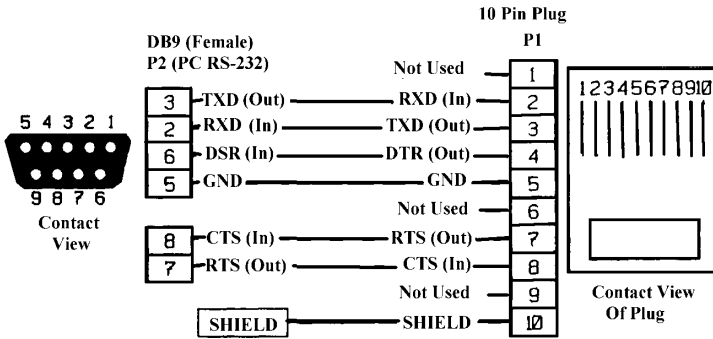 10 Pin Plug
DB9 (Female)
P2 (PC RS-232)
P1
Not Used 1
3 TXD (Out) RXD (In) 2
2 RXD (In) TXD (Out) 3
6 DSR (In) DTR (Out) 4
5 GND GND 5
Not Used 6
8 CTS (In) RTS (Out) 7
7 RTS (Out) CTS (In) 8
Not Used 9
SHIELD SHIELD 10
5 4 3 2 1
9 8 7 6
Contact
View
12345678910
Contact View
Of Plug